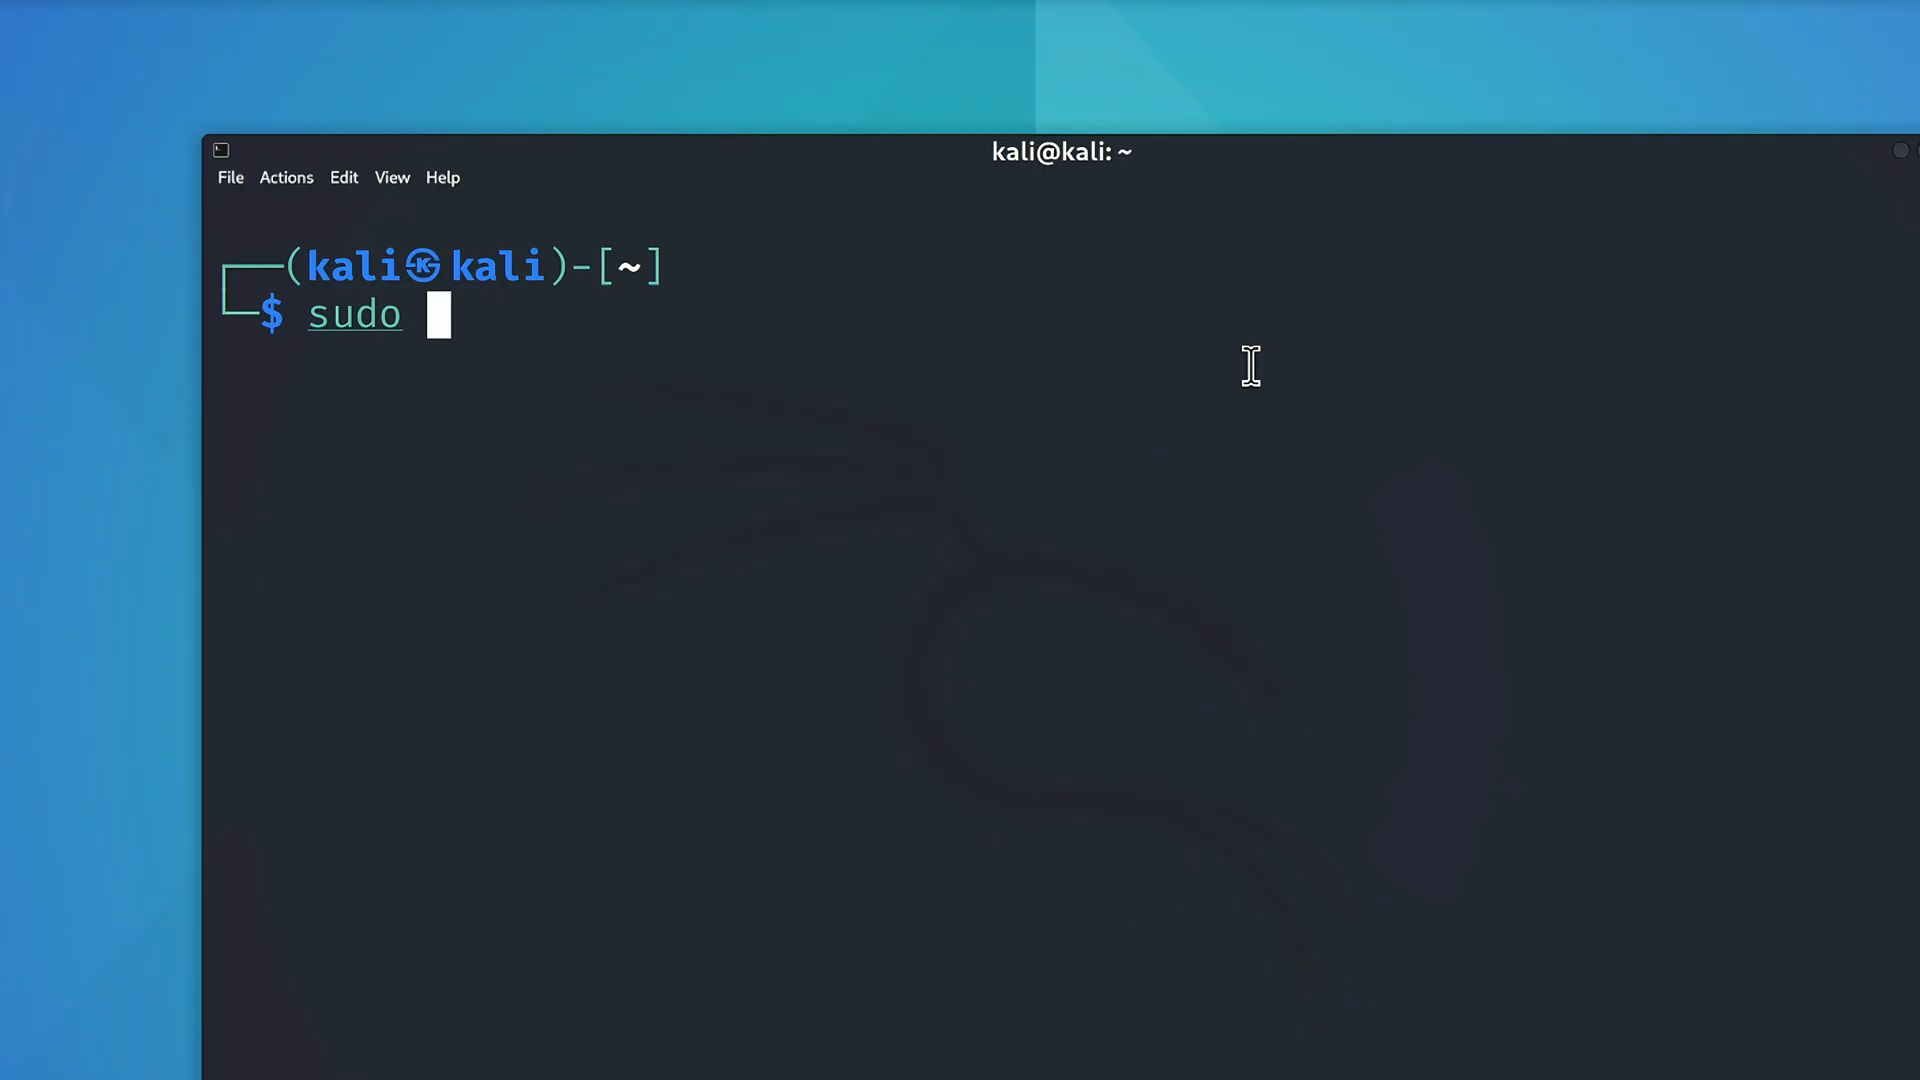 kali@kali: ~
File Actions Edit View Help
┌──(kali㉿kali)-[~]
└─$ sudo